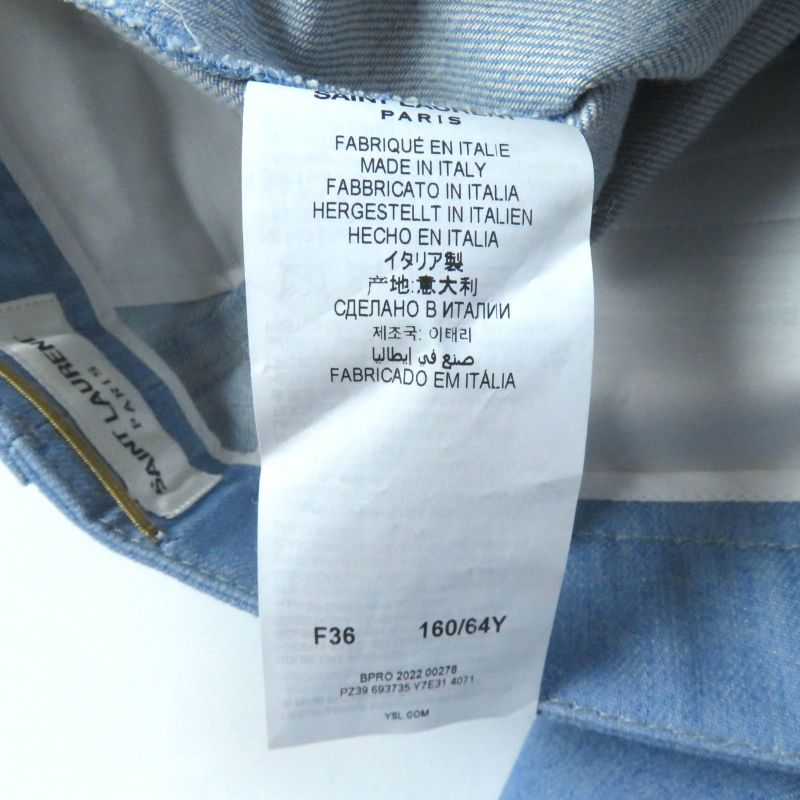 SAINT LAURENT
PARIS
FABRIQUÉ EN ITALIE
MADE IN ITALY
FABBRICATO IN ITALIA
HERGESTELLT IN ITALIEN
HECHO EN ITALIA
イタリア製
产地:意大利
СДЕЛАНО В ИТАЛИИ
제조국: 이태리
صنع في إيطاليا
FABRICADO EM ITÁLIA
F36 160/64Y
BPRO 2022 00278
PZ39 693735 Y7E31 4071
YSL.COM
SAINT LAURENT
PARIS